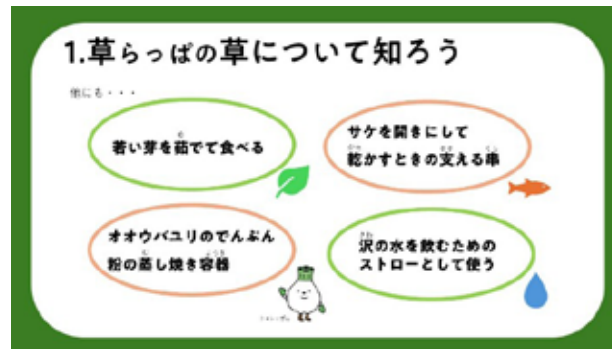 1.草らっぱの草について知ろう
他にも・・・
若い芽を茹でて食べる
サケを開きにして
乾かすときの支える串
オオウバユリのでんぷん
粉の蒸し焼き容器
沢の水を飲むための
ストローとして使う